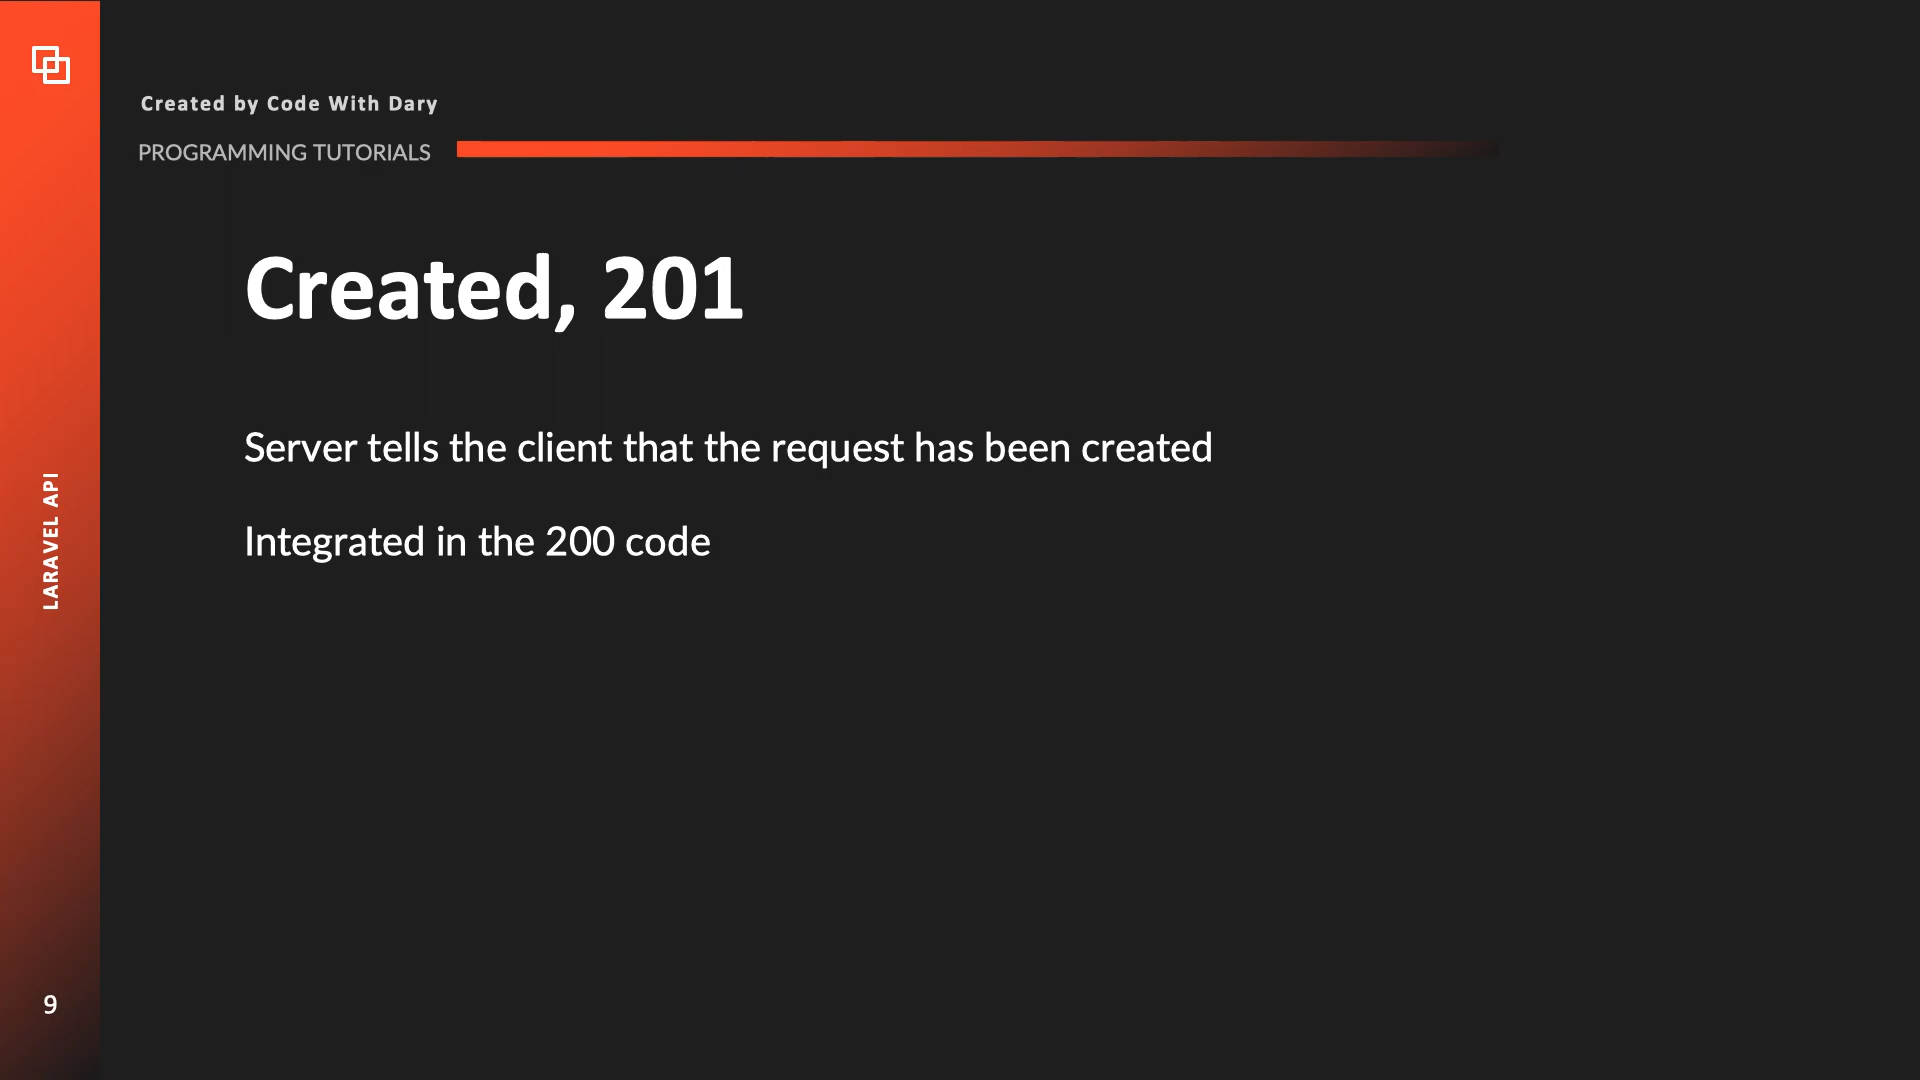 Created by Code With Dary
PROGRAMMING TUTORIALS
Created, 201
Server tells the client that the request has been created
Integrated in the 200 code
LARAVEL API
9